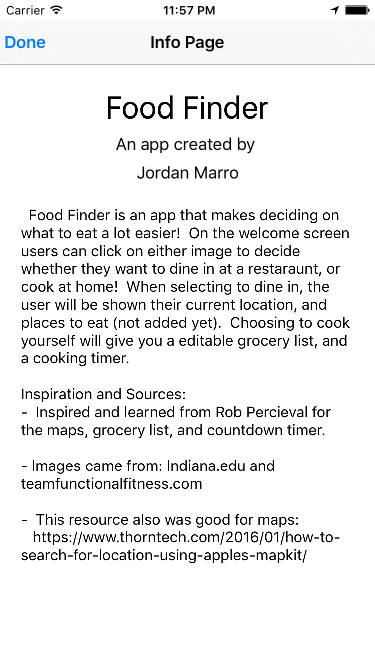 Carrier 11:57 PM
Done Info Page
Food Finder
An app created by
Jordan Marro
Food Finder is an app that makes deciding on
what to eat a lot easier!  On the welcome screen
users can click on either image to decide
whether they want to dine in at a restaraunt, or
cook at home!  When selecting to dine in, the
user will be shown their current location, and
places to eat (not added yet).  Choosing to cook
yourself will give you a editable grocery list, and
a cooking timer.
Inspiration and Sources:
-  Inspired and learned from Rob Percieval for
the maps, grocery list, and countdown timer.
- Images came from: Indiana.edu and
teamfunctionalfitness.com
-  This resource also was good for maps:
https://www.thorntech.com/2016/01/how-to-
search-for-location-using-apples-mapkit/